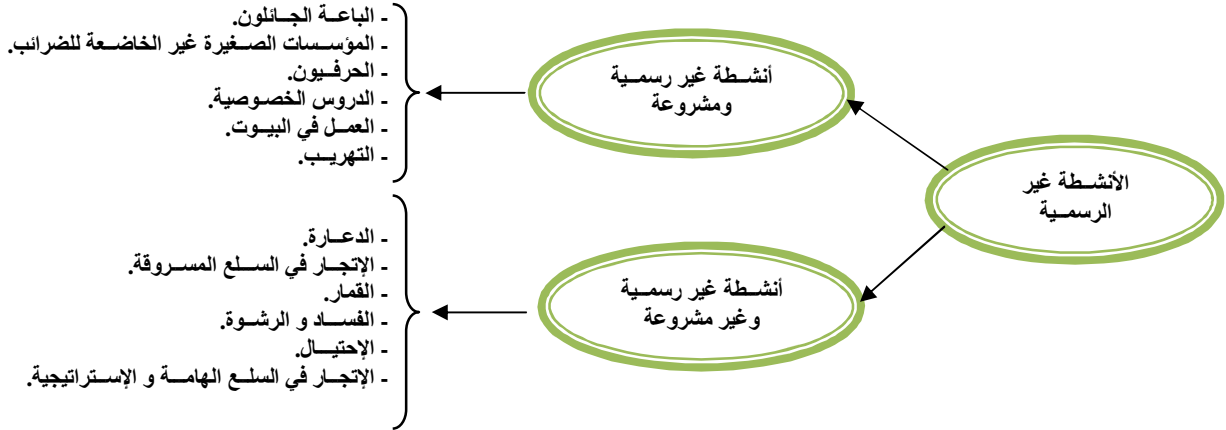 الأنشطة غير
الرسمية
أنشطة غير رسمية
ومشروعة
- الباعة الجائلون.
- المؤسسات الصغيرة غير الخاضعة للضرائب.
- الحرفيون.
- الدروس الخصوصية.
- العمل في البيوت.
- التهريب.
أنشطة غير رسمية
وغير مشروعة
- الدعارة.
- الإتجار في السلع المسروقة.
- القمار.
- الفساد و الرشوة.
- الإحتيال.
- الإتجار في السلع الهامة و الإستراتيجية.